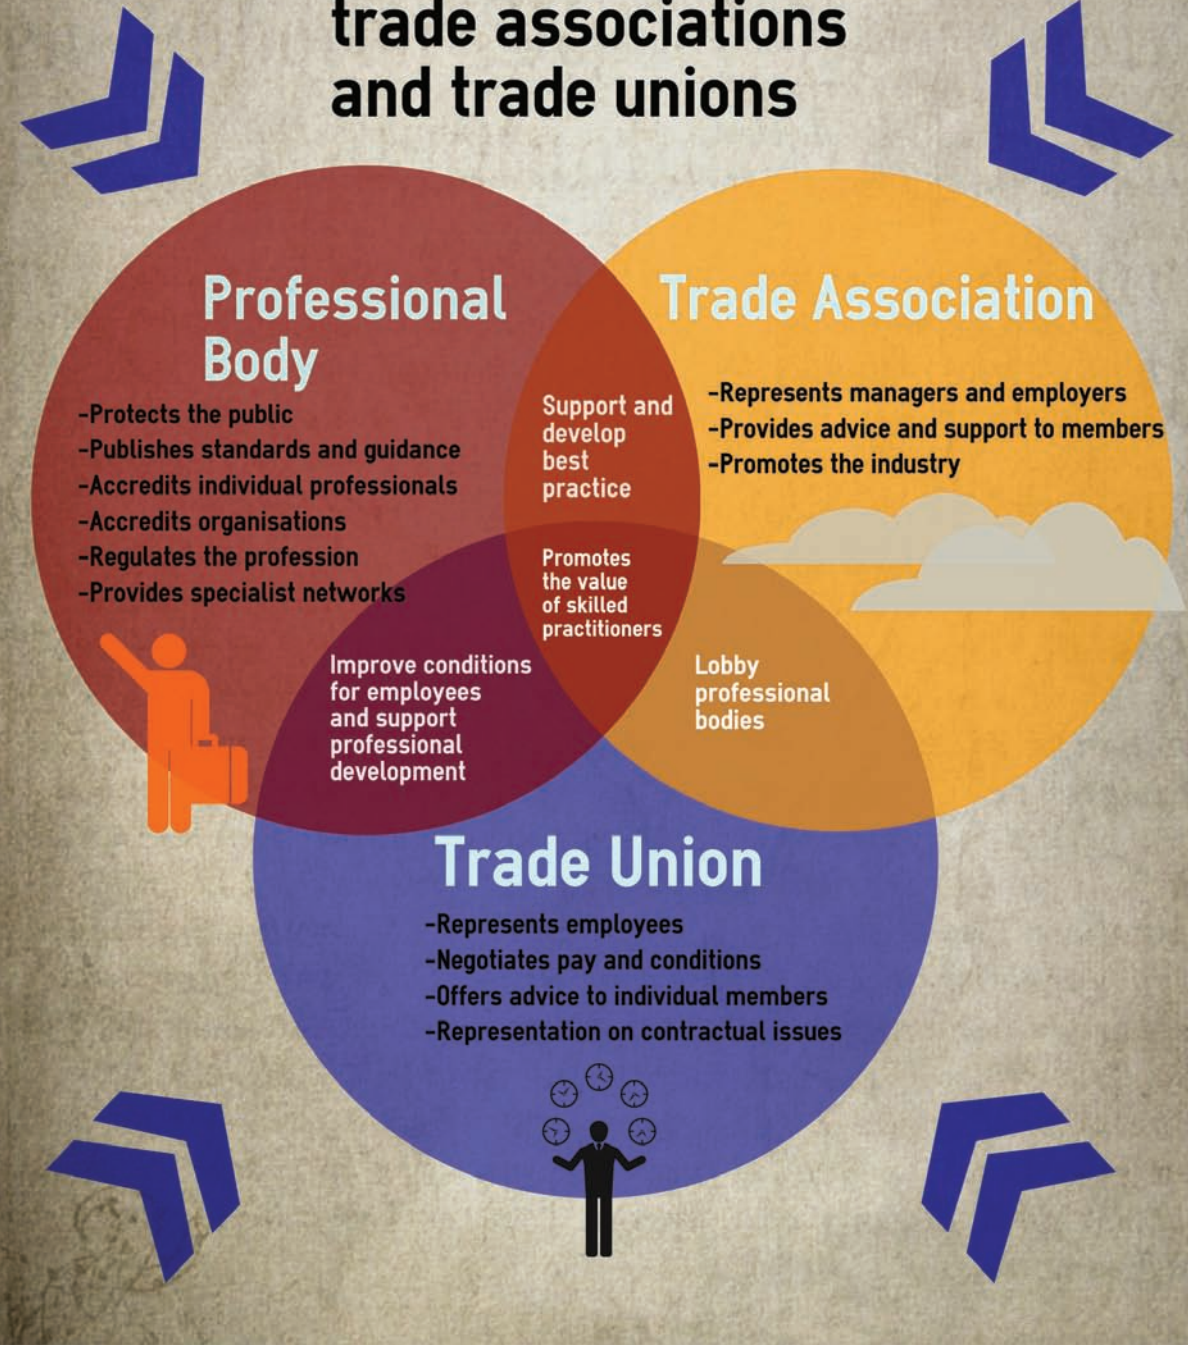 trade associations
and trade unions
Professional
Body
-Protects the public
-Publishes standards and guidance
-Accredits individual professionals
-Accredits organisations
-Regulates the profession
-Provides specialist networks
Support and
develop
best
practice
Trade Association
-Represents managers and employers
-Provides advice and support to members
-Promotes the industry
Promotes
the value
of skilled
practitioners
Improve conditions
for employees
and support
professional
development
Lobby
professional
bodies
Trade Union
-Represents employees
-Negotiates pay and conditions
-Offers advice to individual members
-Representation on contractual issues